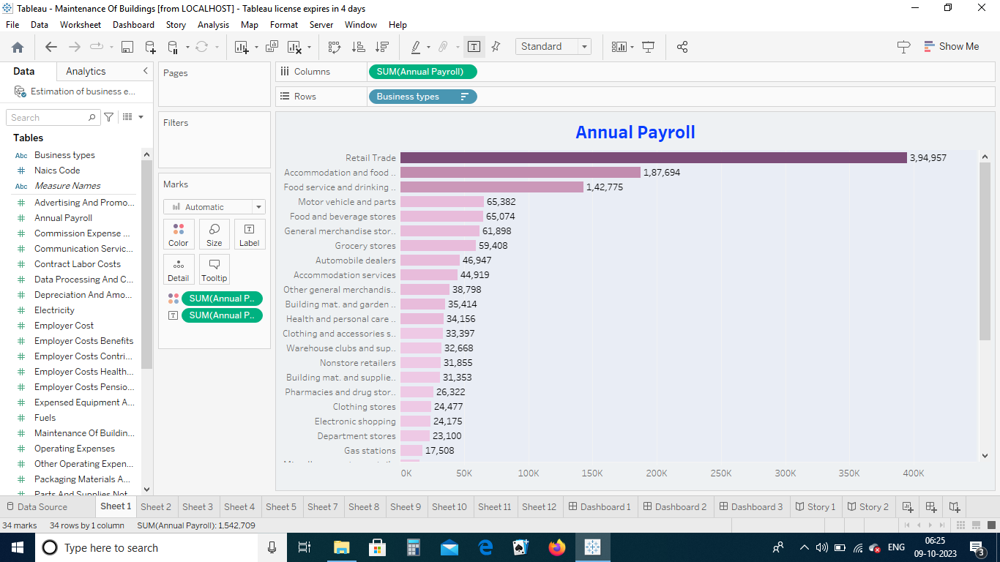 Tableau - Maintenance Of Buildings [from LOCALHOST] - Tableau license expires in 4 days
File Data Worksheet Dashboard Story Analysis Map Format Server Window Help
Standard
Show Me
Data Analytics
Estimation of business e...
Search
Tables
Abc Business types
Naics Code
Abc Measure Names
Advertising And Promo...
Annual Payroll
Commission Expense ...
Communication Servic...
Contract Labor Costs
Data Processing And C...
Depreciation And Amo...
Electricity
Employer Cost
Employer Costs Benefits
Employer Costs Contri...
Employer Costs Health...
Employer Costs Pensio...
Expensed Equipment A...
Fuels
Maintenance Of Buildin...
Operating Expenses
Other Operating Expen...
Packaging Materials A...
Parts And Supplies Not
Pages
Filters
Marks
Automatic
Color Size Label
Detail Tooltip
SUM(Annual P..
SUM(Annual P..
Columns SUM(Annual Payroll)
Rows Business types
Annual Payroll
Retail Trade 3,94,957
Accommodation and food .. 1,87,694
Food service and drinking .. 1,42,775
Motor vehicle and parts 65,382
Food and beverage stores 65,074
General merchandise stor.. 61,898
Grocery stores 59,408
Automobile dealers 46,947
Accommodation services 44,919
Other general merchandis.. 38,798
Building mat. and garden .. 35,414
Health and personal care .. 34,156
Clothing and accessories s.. 33,397
Warehouse clubs and sup.. 32,668
Nonstore retailers 31,855
Building mat. and supplie.. 31,353
Pharmacies and drug stor.. 26,322
Clothing stores 24,477
Electronic shopping 24,175
Department stores 23,100
Gas stations 17,508
0K 50K 100K 150K 200K 250K 300K 350K 400K
Data Source Sheet 1 Sheet 2 Sheet 3 Sheet 4 Sheet 5 Sheet 6 Sheet 7 Sheet 8 Sheet 9 Sheet 10 Sheet 11 Sheet 12 Dashboard 1 Dashboard 2 Dashboard 3 Story 1 Story 2
34 marks 34 rows by 1 column SUM(Annual Payroll): 1,542,709
Type here to search
ENG
06:25
09-10-2023
3